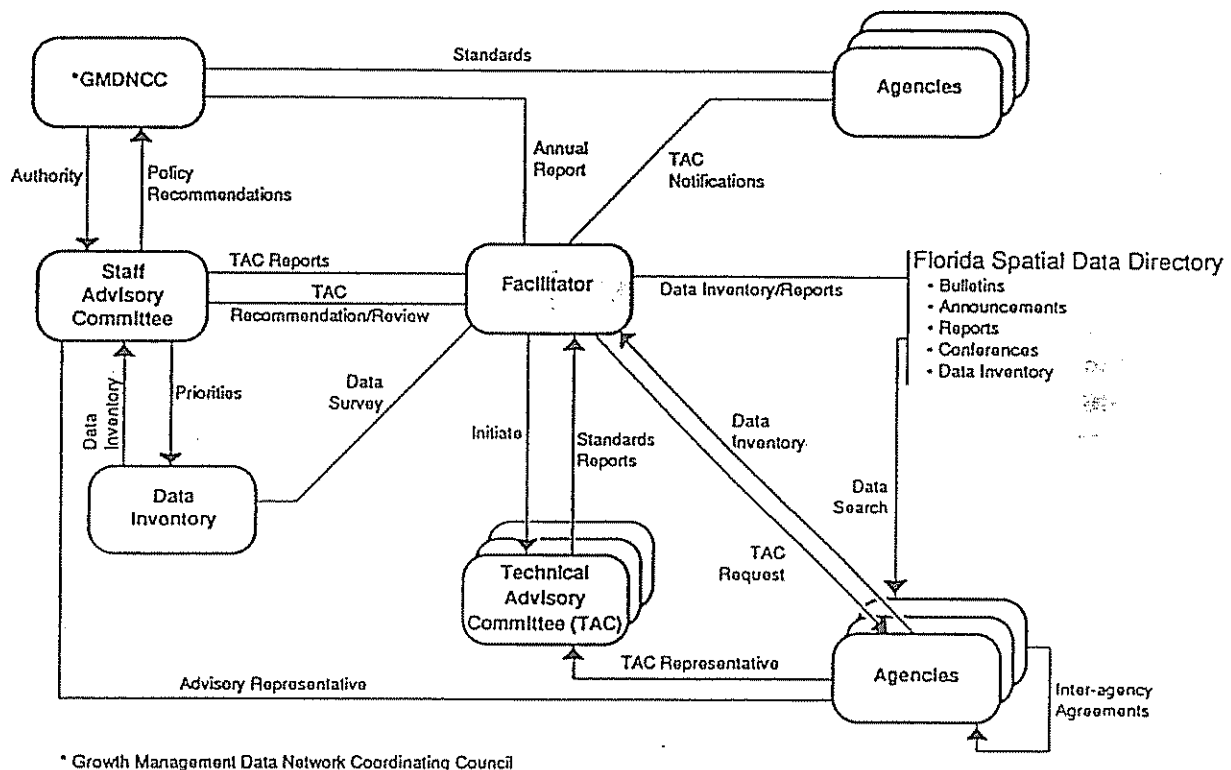 Standards
*GMDNCC
Agencies
Annual
Report
TAC
Notifications
Authority
Policy
Recommendations
Staff
Advisory
Committee
TAC Reports
TAC
Recommendation/Review
Facilitator
Data Inventory/Reports
Florida Spatial Data Directory
• Bulletins
• Announcements
• Reports
• Conferences
• Data Inventory
Data
Inventory
Priorities
Data
Survey
Initiate
Standards
Reports
Data
Inventory
Data
Search
Data
Inventory
TAC
Request
Technical
Advisory
Committee (TAC)
TAC Representative
Advisory Representative
Agencies
Inter-agency
Agreements
* Growth Management Data Network Coordinating Council